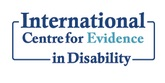 International
Centre for Evidence
in Disability